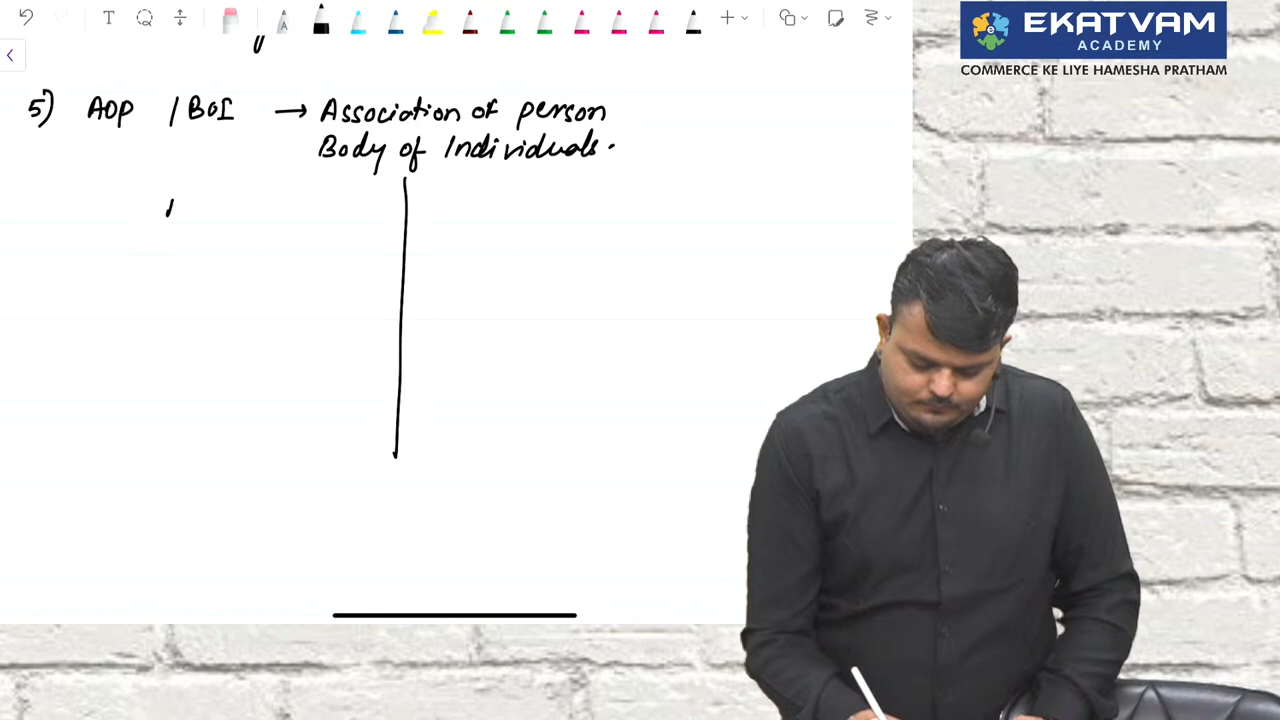 EKATVAM
ACADEMY
COMMERCE KE LIYE HAMESHA PRATHAM
5) AOP / BOI → Association of person
Body of Individuals.